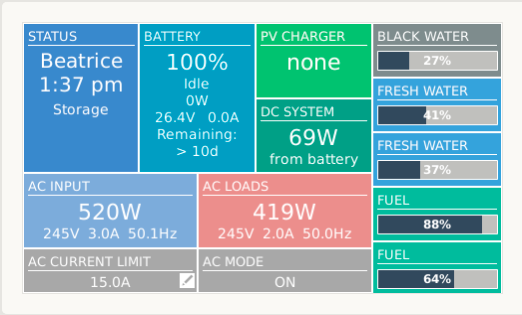 STATUS
Beatrice
1:37 pm
Storage
BATTERY
100%
Idle
0W
26.4V 0.0A
Remaining:
> 10d
PV CHARGER
none
DC SYSTEM
69W
from battery
BLACK WATER
27%
FRESH WATER
41%
FRESH WATER
37%
FUEL
88%
FUEL
64%
AC INPUT
520W
245V 3.0A 50.1Hz
AC LOADS
419W
245V 2.0A 50.0Hz
AC CURRENT LIMIT
15.0A
AC MODE
ON